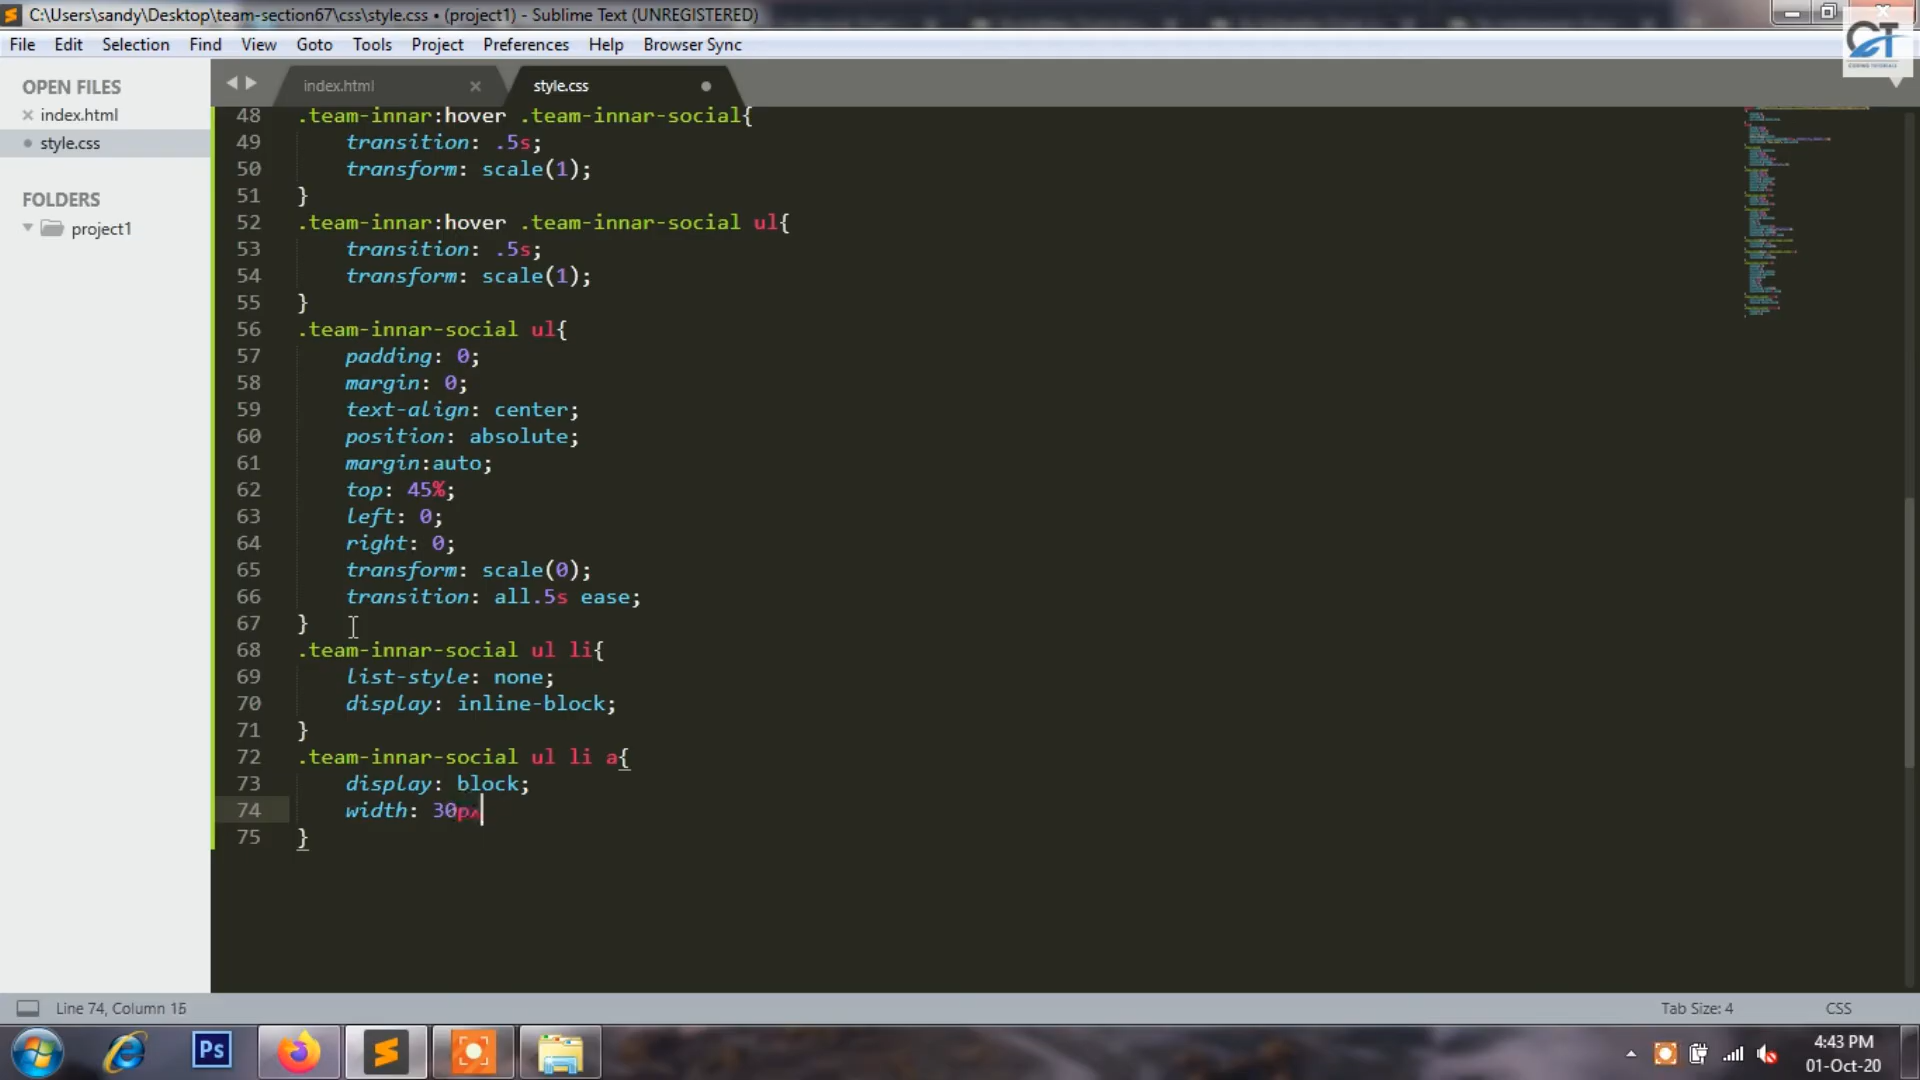 C:\Users\sandy\Desktop\team-section67\css\style.css • (project1) - Sublime Text (UNREGISTERED)
File Edit Selection Find View Goto Tools Project Preferences Help Browser Sync
OPEN FILES
index.html
style.css
FOLDERS
project1
index.html
style.css
48 .team-innar:hover .team-innar-social{
49 transition: .5s;
50 transform: scale(1);
51 }
52 .team-innar:hover .team-innar-social ul{
53 transition: .5s;
54 transform: scale(1);
55 }
56 .team-innar-social ul{
57 padding: 0;
58 margin: 0;
59 text-align: center;
60 position: absolute;
61 margin:auto;
62 top: 45%;
63 left: 0;
64 right: 0;
65 transform: scale(0);
66 transition: all.5s ease;
67 }
68 .team-innar-social ul li{
69 list-style: none;
70 display: inline-block;
71 }
72 .team-innar-social ul li a{
73 display: block;
74 width: 30px
75 }
CT
CODING TUTORIALS
Line 74, Column 15
Tab Size: 4
CSS
Ps
4:43 PM
01-Oct-20